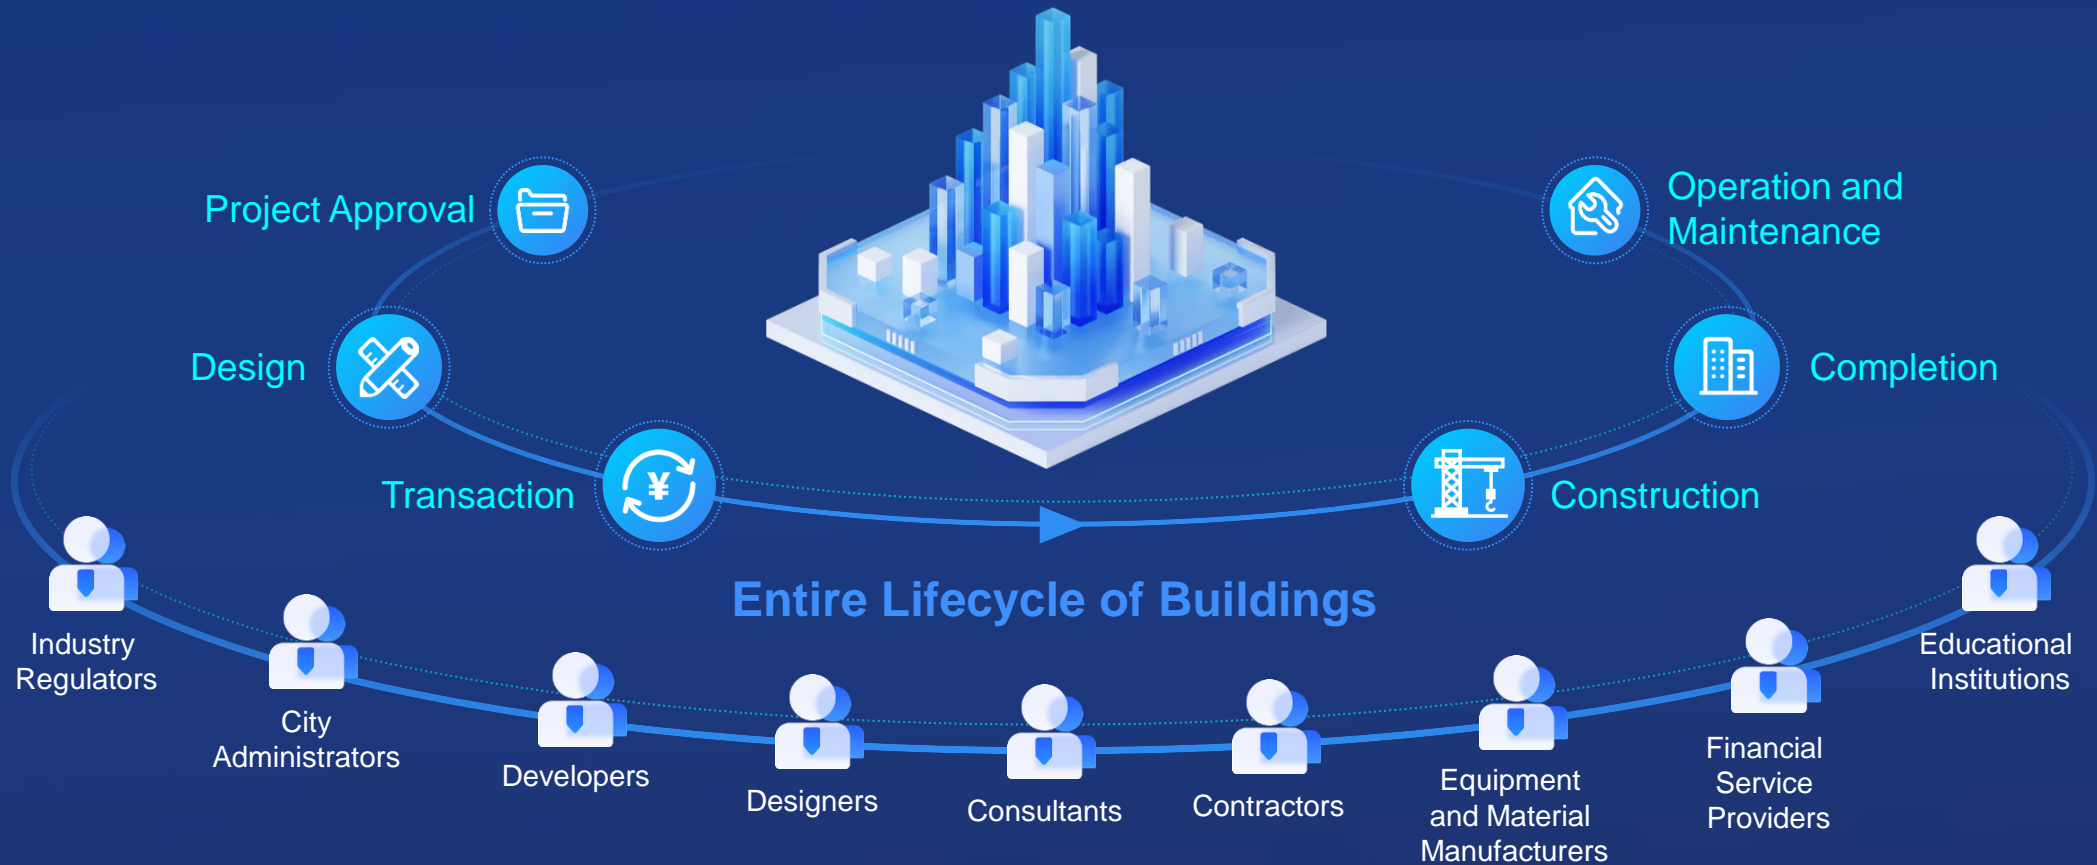 Project Approval
Operation and
Maintenance
Design
Completion
Transaction
¥
Construction
Entire Lifecycle of Buildings
Industry
Regulators
City
Administrators
Developers
Designers
Consultants
Contractors
Equipment
and Material
Manufacturers
Financial
Service
Providers
Educational
Institutions